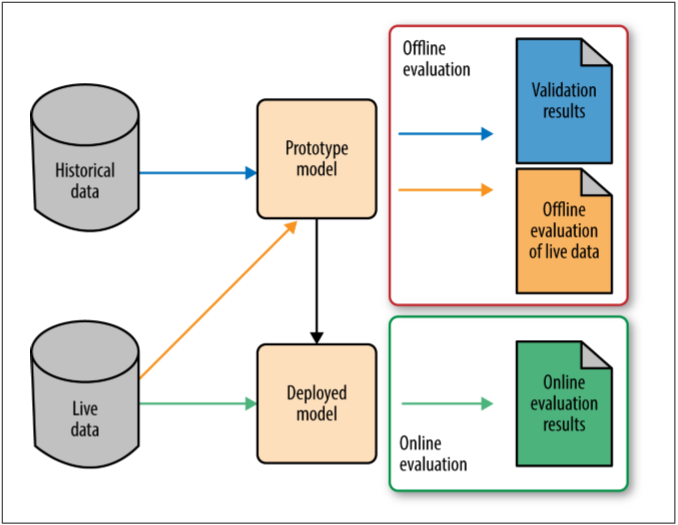 Offline
evaluation
Validation
results
Historical
data
Prototype
model
Offline
evaluation
of live data
Live
data
Deployed
model
Online
evaluation
Online
evaluation
results